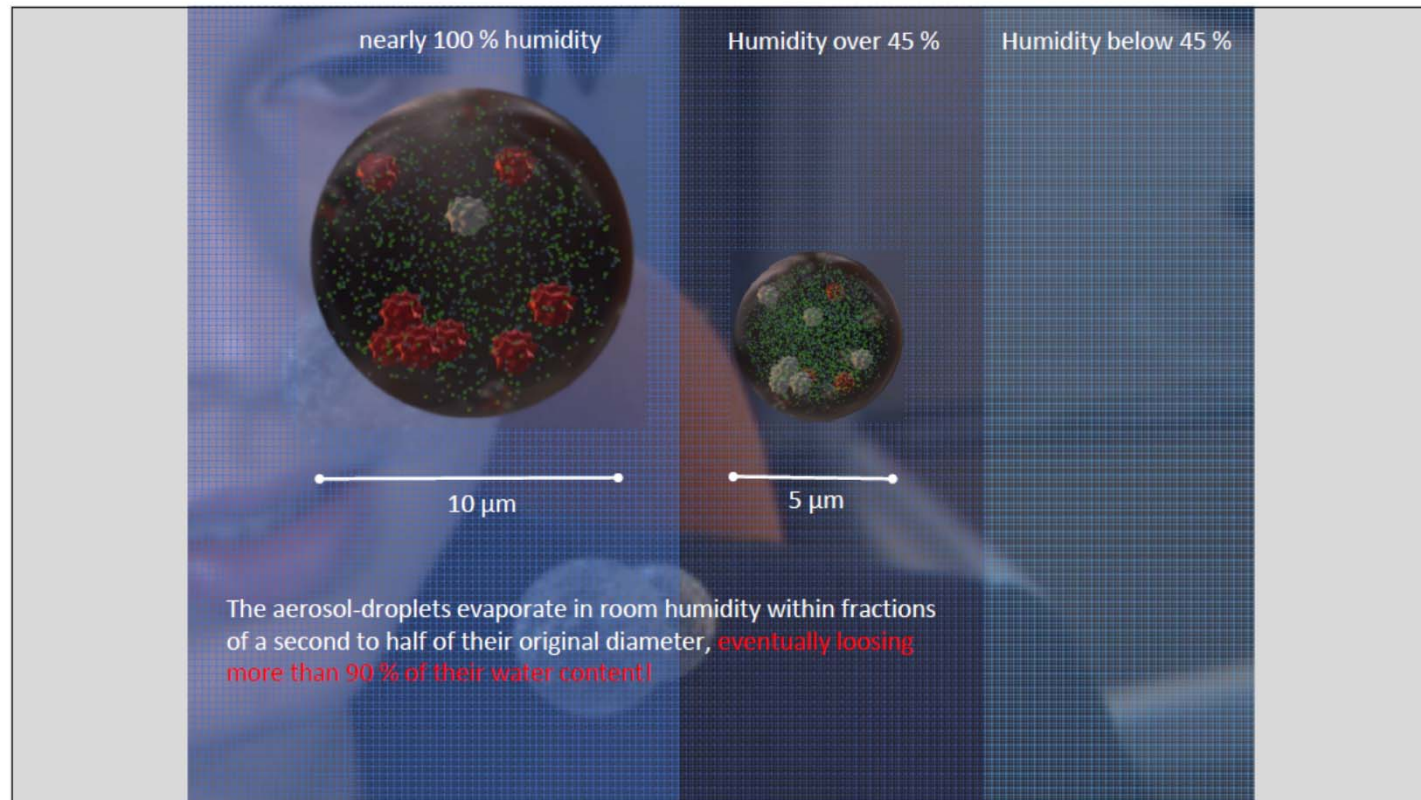 nearly 100 % humidity
Humidity over 45 %
Humidity below 45 %
10 µm
5 µm
The aerosol-droplets evaporate in room humidity within fractions
of a second to half of their original diameter, eventually loosing
more than 90 % of their water content!